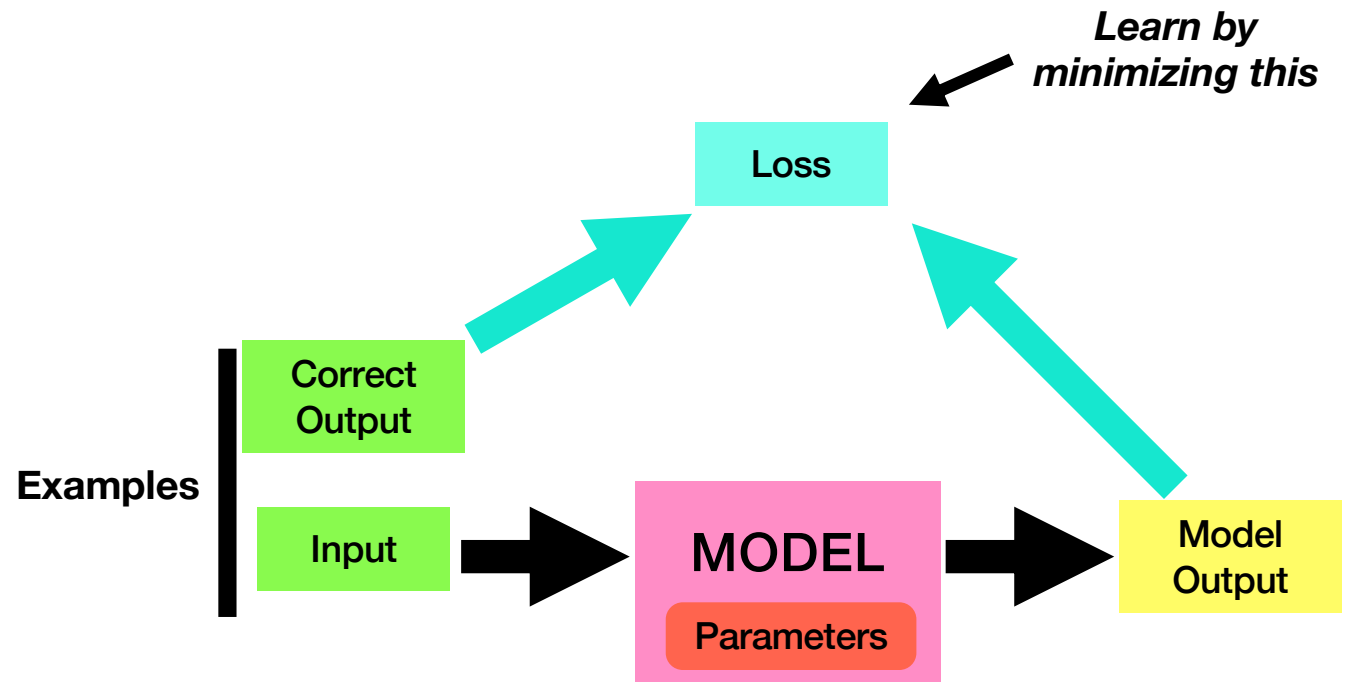 Learn by
minimizing this
Loss
Correct
Output
Examples
Input
MODEL
Parameters
Model
Output